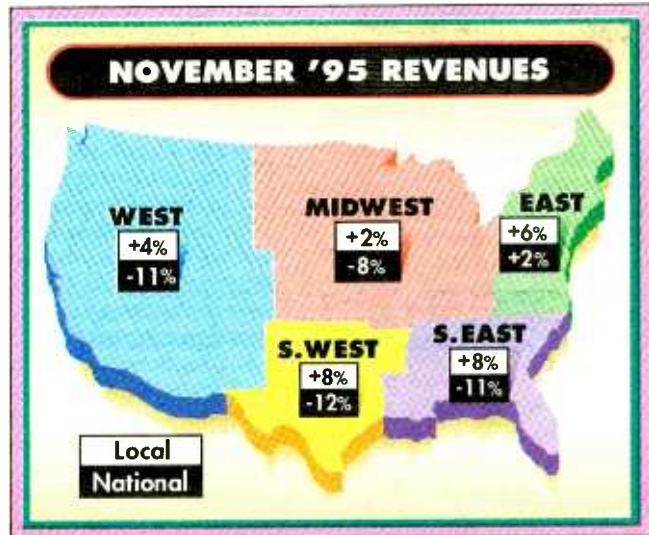 NOVEMBER '95 REVENUES
WEST
+4%
-11%
MIDWEST
+2%
-8%
EAST
+6%
+2%
S.WEST
+8%
-12%
S.EAST
+8%
-11%
Local
National